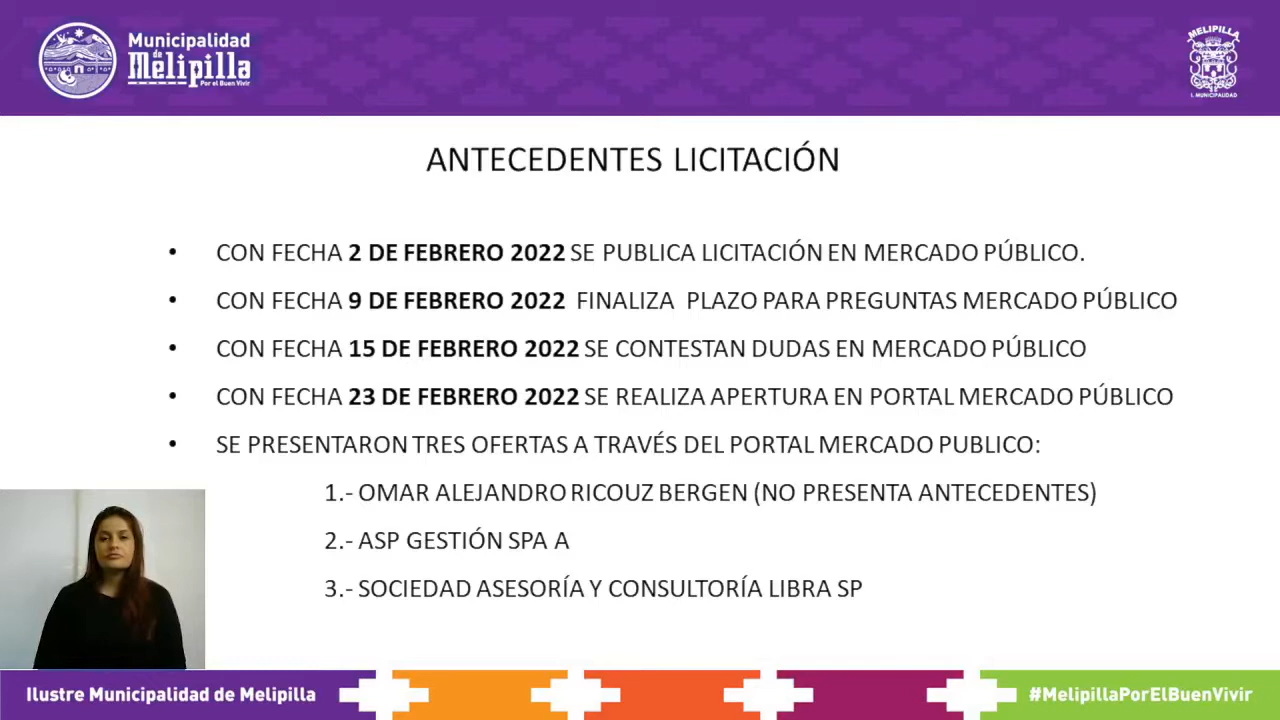 Municipalidad
de
Melipilla
Por el Buen Vivir
MELIPILLA
I. MUNICIPALIDAD
ANTECEDENTES LICITACIÓN
• CON FECHA 2 DE FEBRERO 2022 SE PUBLICA LICITACIÓN EN MERCADO PÚBLICO.
• CON FECHA 9 DE FEBRERO 2022 FINALIZA PLAZO PARA PREGUNTAS MERCADO PÚBLICO
• CON FECHA 15 DE FEBRERO 2022 SE CONTESTAN DUDAS EN MERCADO PÚBLICO
• CON FECHA 23 DE FEBRERO 2022 SE REALIZA APERTURA EN PORTAL MERCADO PÚBLICO
• SE PRESENTARON TRES OFERTAS A TRAVÉS DEL PORTAL MERCADO PUBLICO:
1.- OMAR ALEJANDRO RICOUZ BERGEN (NO PRESENTA ANTECEDENTES)
2.- ASP GESTIÓN SPA A
3.- SOCIEDAD ASESORÍA Y CONSULTORÍA LIBRA SP
Ilustre Municipalidad de Melipilla
#MelipillaPorElBuenVivir